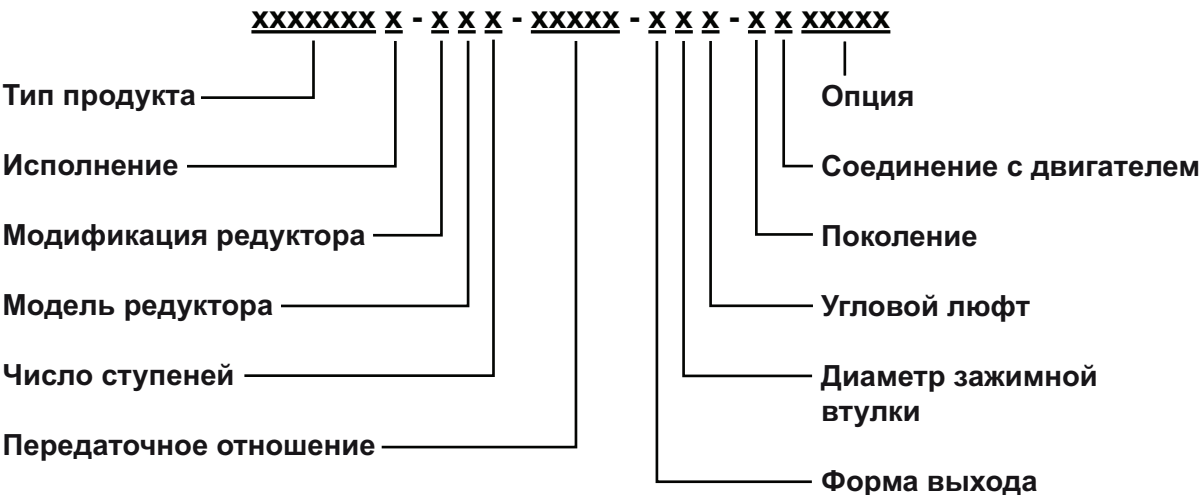 xxxxxxx x - x x x - xxxxx - x x x - x x xxxxx
Тип продукта
Исполнение
Модификация редуктора
Модель редуктора
Число ступеней
Передаточное отношение
Опция
Соединение с двигателем
Поколение
Угловой люфт
Диаметр зажимной
втулки
Форма выхода